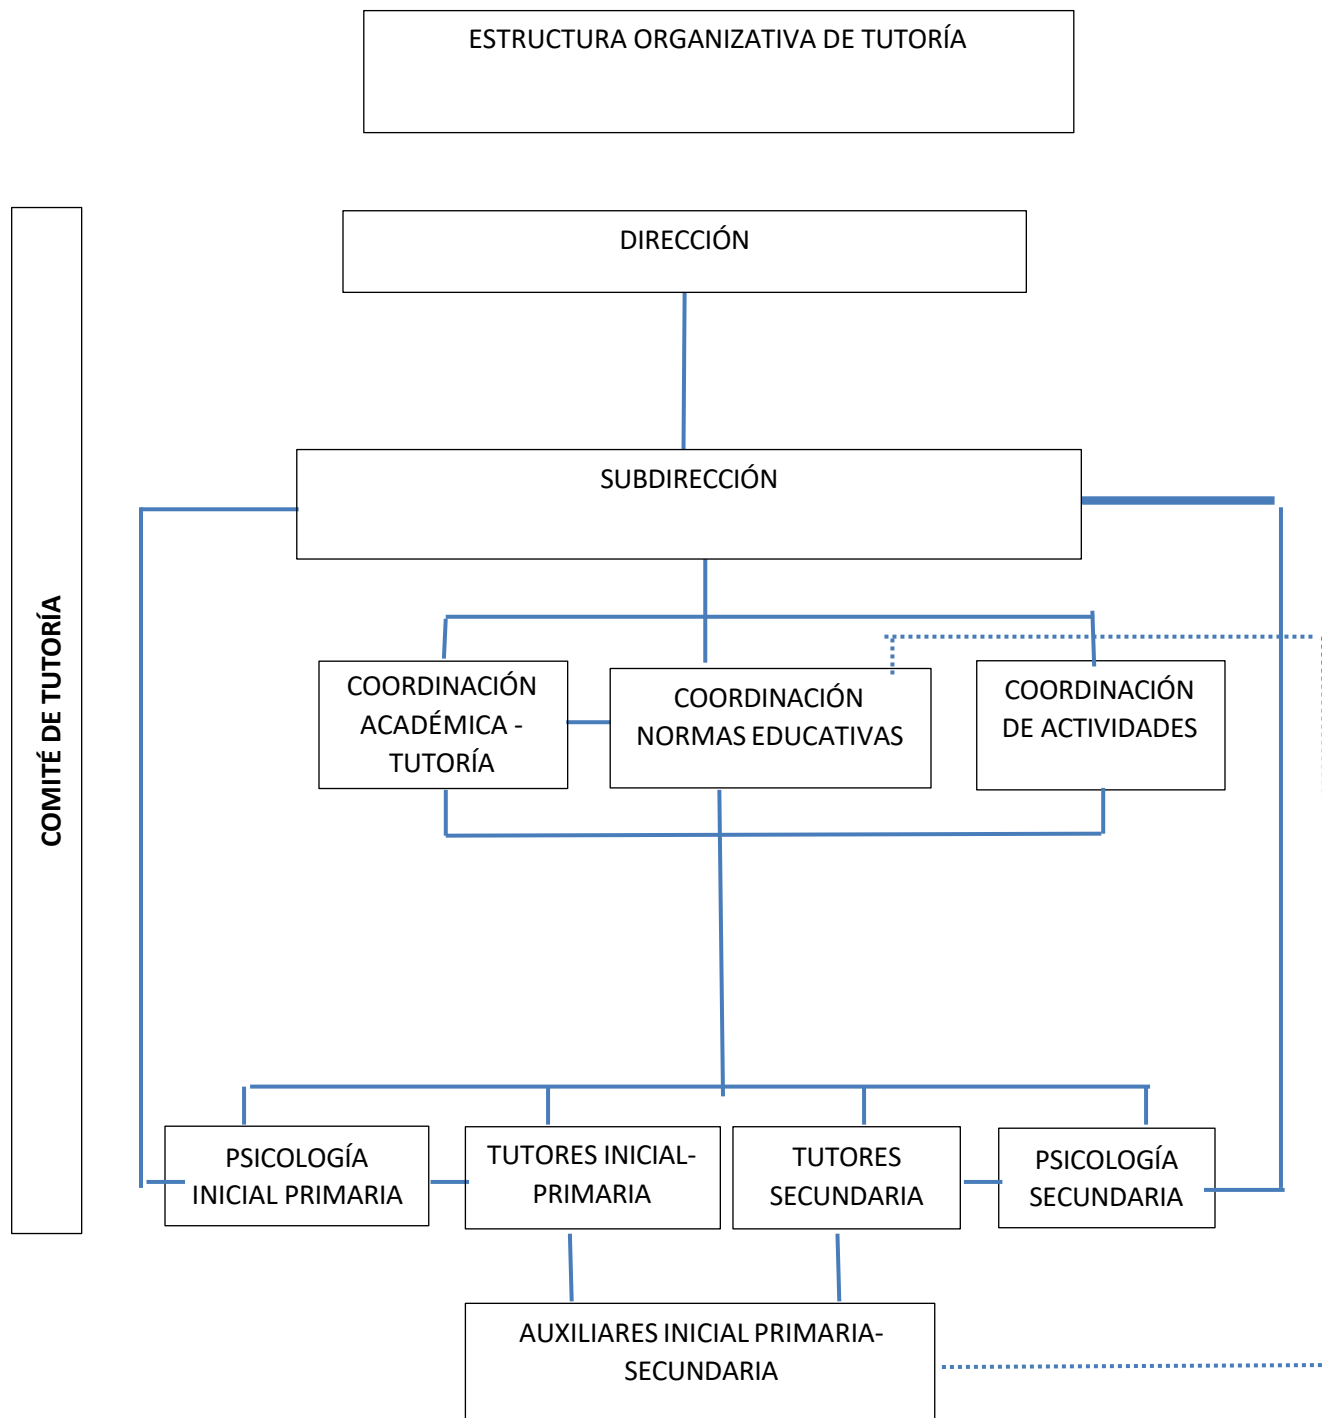 ESTRUCTURA ORGANIZATIVA DE TUTORÍA
DIRECCIÓN
SUBDIRECCIÓN
COMITÉ DE TUTORÍA
COORDINACIÓN
ACADÉMICA -
TUTORÍA
COORDINACIÓN
NORMAS EDUCATIVAS
COORDINACIÓN
DE ACTIVIDADES
PSICOLOGÍA
INICIAL PRIMARIA
TUTORES INICIAL-
PRIMARIA
TUTORES
SECUNDARIA
PSICOLOGÍA
SECUNDARIA
AUXILIARES INICIAL PRIMARIA-
SECUNDARIA